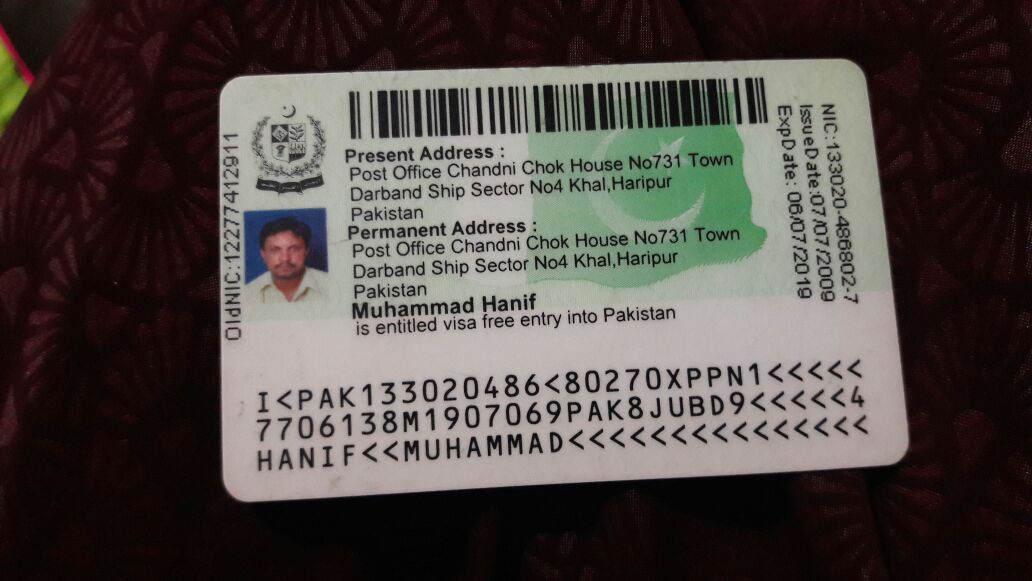 OldNIC:12277412911
Present Address :
Post Office Chandni Chok House No731 Town
Darband Ship Sector No4 Khal,Haripur
Pakistan
Permanent Address :
Post Office Chandni Chok House No731 Town
Darband Ship Sector No4 Khal,Haripur
Pakistan
Muhammad Hanif
is entitled visa free entry into Pakistan
NIC:133020-486802-7
IssueDate:07/07/2009
ExpDate: 06/07/2019
I<PAK133020486<80270XPPN1<<<<<
7706138M1907069PAK8JUBD9<<<<<4
HANIF<<MUHAMMAD<<<<<<<<<<<<<<<